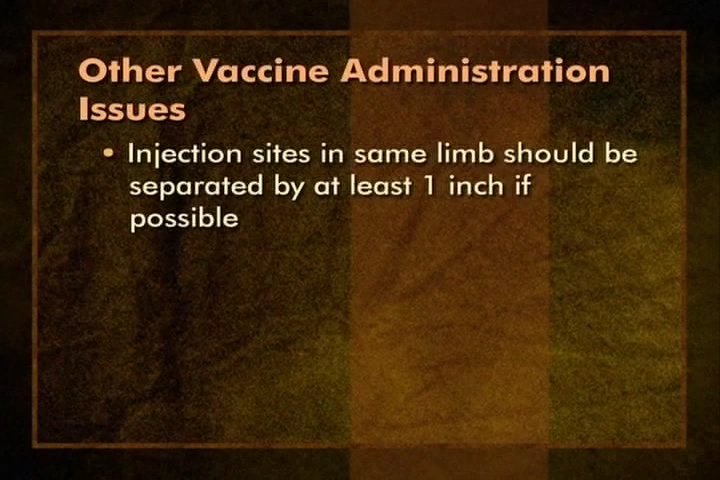 Other Vaccine Administration
Issues
• Injection sites in same limb should be
separated by at least 1 inch if
possible